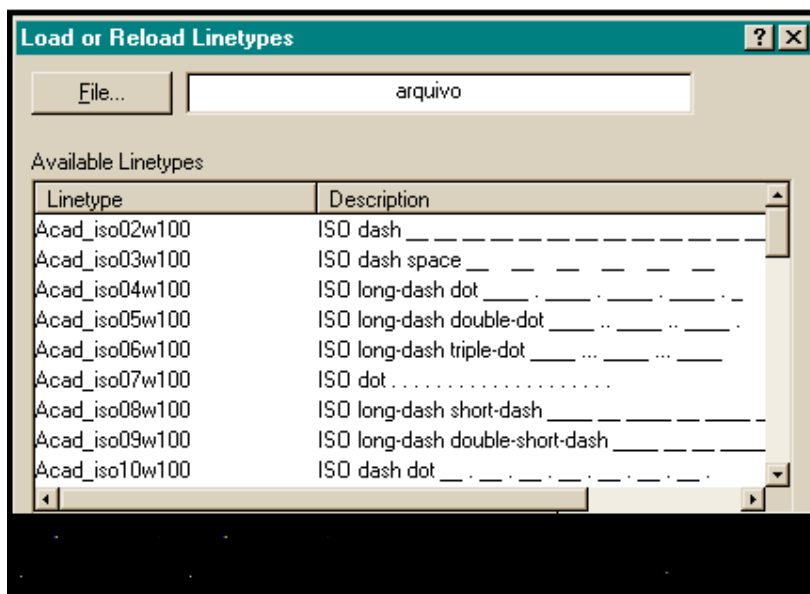 Load or Reload Linetypes
File...
arquivo
Available Linetypes
Linetype Description
Acad_iso02w100 ISO dash __ __ __ __ __ __ __ __ __ __ __ __ __
Acad_iso03w100 ISO dash space __ __ __ __ __ __
Acad_iso04w100 ISO long-dash dot ____ . ____ . ____ . ____ . _
Acad_iso05w100 ISO long-dash double-dot ____ .. ____ .. ____ .
Acad_iso06w100 ISO long-dash triple-dot ____ ... ____ ... ____
Acad_iso07w100 ISO dot . . . . . . . . . . . . . . . . . . . .
Acad_iso08w100 ISO long-dash short-dash ____ __ ____ __ ____ _
Acad_iso09w100 ISO long-dash double-short-dash ____ __ __ ____
Acad_iso10w100 ISO dash dot __ . __ . __ . __ . __ . __ . __ .